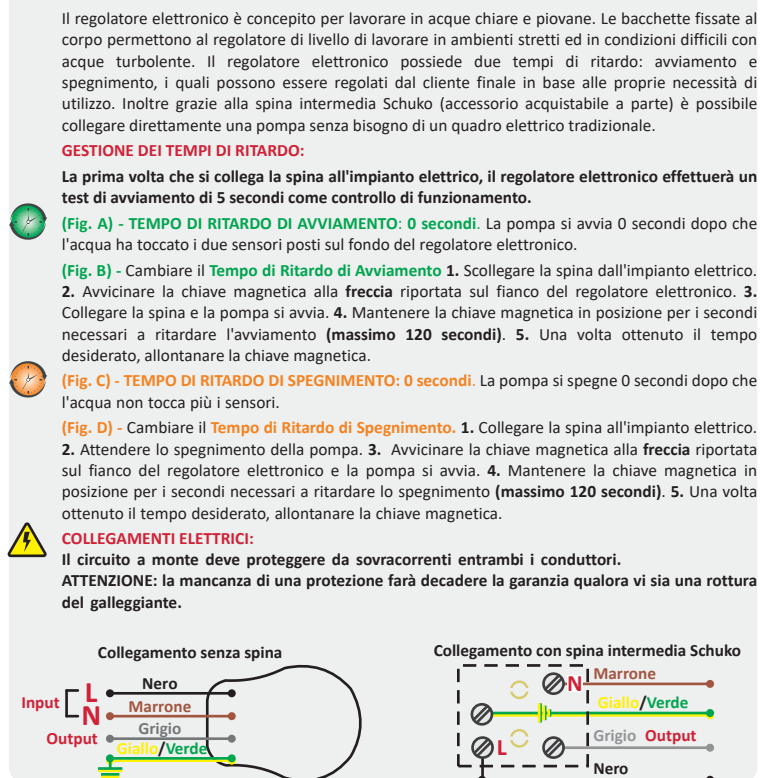 Il regolatore elettronico è concepito per lavorare in acque chiare e piovane. Le bacchette fissate al
corpo permettono al regolatore di livello di lavorare in ambienti stretti ed in condizioni difficili con
acque turbolente. Il regolatore elettronico possiede due tempi di ritardo: avviamento e
spegnimento, i quali possono essere regolati dal cliente finale in base alle proprie necessità di
utilizzo. Inoltre grazie alla spina intermedia Schuko (accessorio acquistabile a parte) è possibile
collegare direttamente una pompa senza bisogno di un quadro elettrico tradizionale.
GESTIONE DEI TEMPI DI RITARDO:
La prima volta che si collega la spina all'impianto elettrico, il regolatore elettronico effettuerà un
test di avviamento di 5 secondi come controllo di funzionamento.
(Fig. A) - TEMPO DI RITARDO DI AVVIAMENTO: 0 secondi. La pompa si avvia 0 secondi dopo che
l'acqua ha toccato i due sensori posti sul fondo del regolatore elettronico.
(Fig. B) - Cambiare il Tempo di Ritardo di Avviamento 1. Scollegare la spina dall'impianto elettrico.
2. Avvicinare la chiave magnetica alla freccia riportata sul fianco del regolatore elettronico. 3.
Collegare la spina e la pompa si avvia. 4. Mantenere la chiave magnetica in posizione per i secondi
necessari a ritardare l'avviamento (massimo 120 secondi). 5. Una volta ottenuto il tempo
desiderato, allontanare la chiave magnetica.
(Fig. C) - TEMPO DI RITARDO DI SPEGNIMENTO: 0 secondi. La pompa si spegne 0 secondi dopo che
l'acqua non tocca più i sensori.
(Fig. D) - Cambiare il Tempo di Ritardo di Spegnimento. 1. Collegare la spina all'impianto elettrico.
2. Attendere lo spegnimento della pompa. 3. Avvicinare la chiave magnetica alla freccia riportata
sul fianco del regolatore elettronico e la pompa si avvia. 4. Mantenere la chiave magnetica in
posizione per i secondi necessari a ritardare lo spegnimento (massimo 120 secondi). 5. Una volta
ottenuto il tempo desiderato, allontanare la chiave magnetica.
COLLEGAMENTI ELETTRICI:
Il circuito a monte deve proteggere da sovracorrenti entrambi i conduttori.
ATTENZIONE: la mancanza di una protezione farà decadere la garanzia qualora vi sia una rottura
del galleggiante.
Collegamento senza spina
Input
L
Nero
N
Marrone
Output
Grigio
Giallo/Verde
Collegamento con spina intermedia Schuko
N
Marrone
Giallo/Verde
L
Grigio Output
Nero